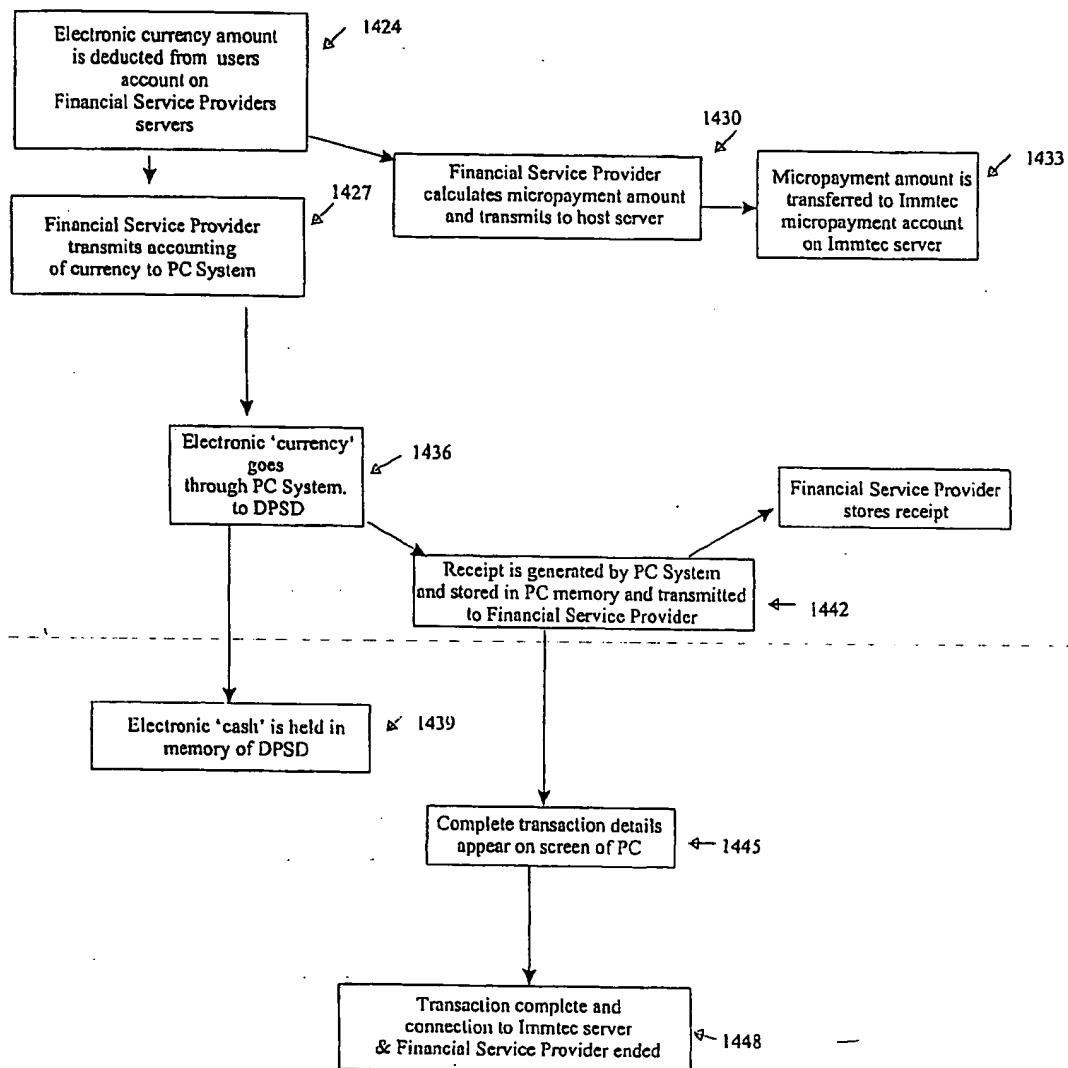 Electronic currency amount
is deducted from users
account on
Financial Service Providers
servers
1424
1430
Financial Service Provider
calculates micropayment amount
and transmits to host server
1433
Micropayment amount is
transferred to Immtec
micropayment account
on Immtec server
1427
Financial Service Provider
transmits accounting
of currency to PC System
Electronic 'currency'
goes
through PC System.
to DPSD
1436
Financial Service Provider
stores receipt
Receipt is generated by PC System
and stored in PC memory and transmitted
to Financial Service Provider
1442
Electronic 'cash' is held in
memory of DPSD
1439
Complete transaction details
appear on screen of PC
1445
Transaction complete and
connection to Immtec server
& Financial Service Provider ended
1448